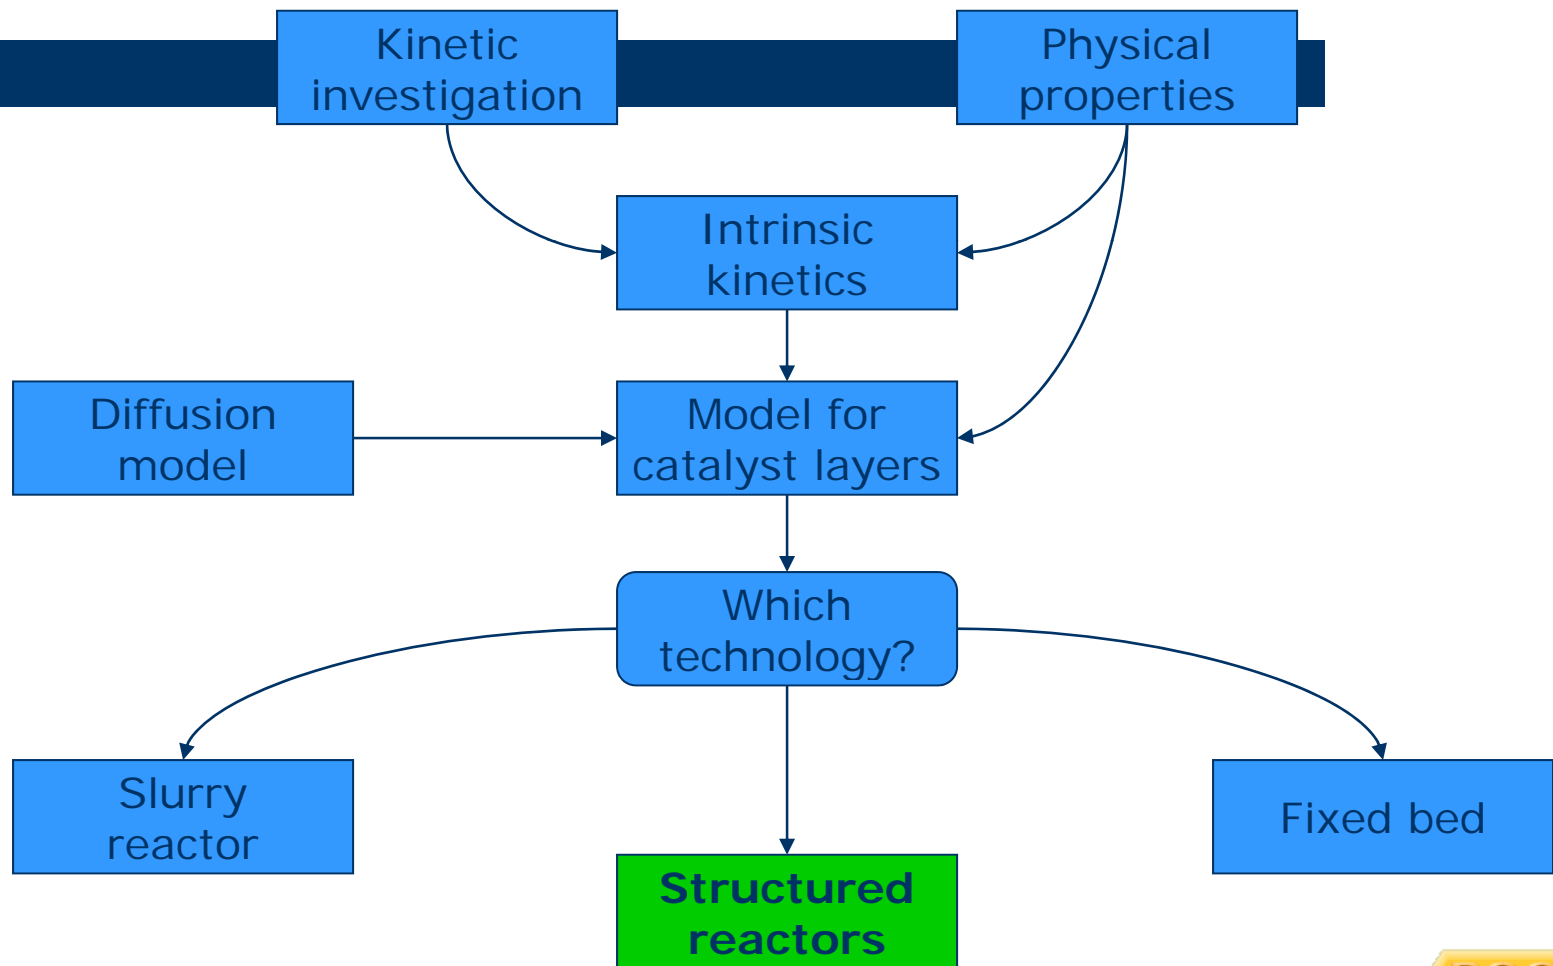 Kinetic
investigation
Physical
properties
Intrinsic
kinetics
Diffusion
model
Model for
catalyst layers
Which
technology?
Slurry
reactor
Fixed bed
Structured
reactors